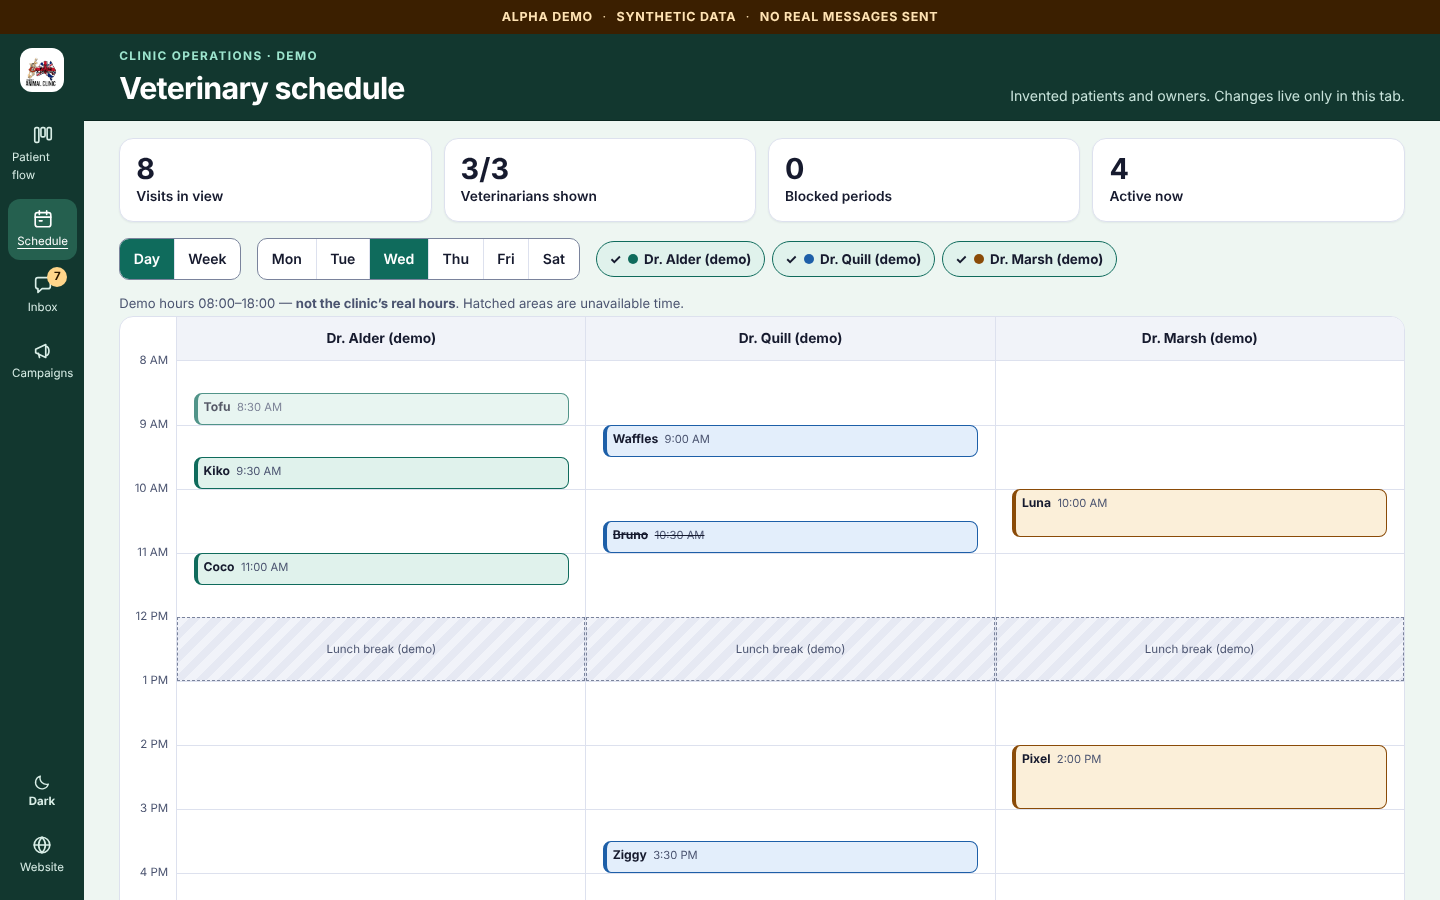 ALPHA DEMO · SYNTHETIC DATA · NO REAL MESSAGES SENT
ANIMAL CLINIC
CLINIC OPERATIONS · DEMO
Veterinary schedule
Invented patients and owners. Changes live only in this tab.
Patient flow
Schedule
7
Inbox
Campaigns
Dark
Website
8
Visits in view
3/3
Veterinarians shown
0
Blocked periods
4
Active now
Day Week
Mon Tue Wed Thu Fri Sat
✓ Dr. Alder (demo) ✓ Dr. Quill (demo) ✓ Dr. Marsh (demo)
Demo hours 08:00–18:00 — not the clinic’s real hours. Hatched areas are unavailable time.
Dr. Alder (demo) Dr. Quill (demo) Dr. Marsh (demo)
8 AM
Tofu 8:30 AM
9 AM
Waffles 9:00 AM
Kiko 9:30 AM
10 AM
Luna 10:00 AM
Bruno 10:30 AM
11 AM
Coco 11:00 AM
12 PM
Lunch break (demo) Lunch break (demo) Lunch break (demo)
1 PM
2 PM
Pixel 2:00 PM
3 PM
Ziggy 3:30 PM
4 PM